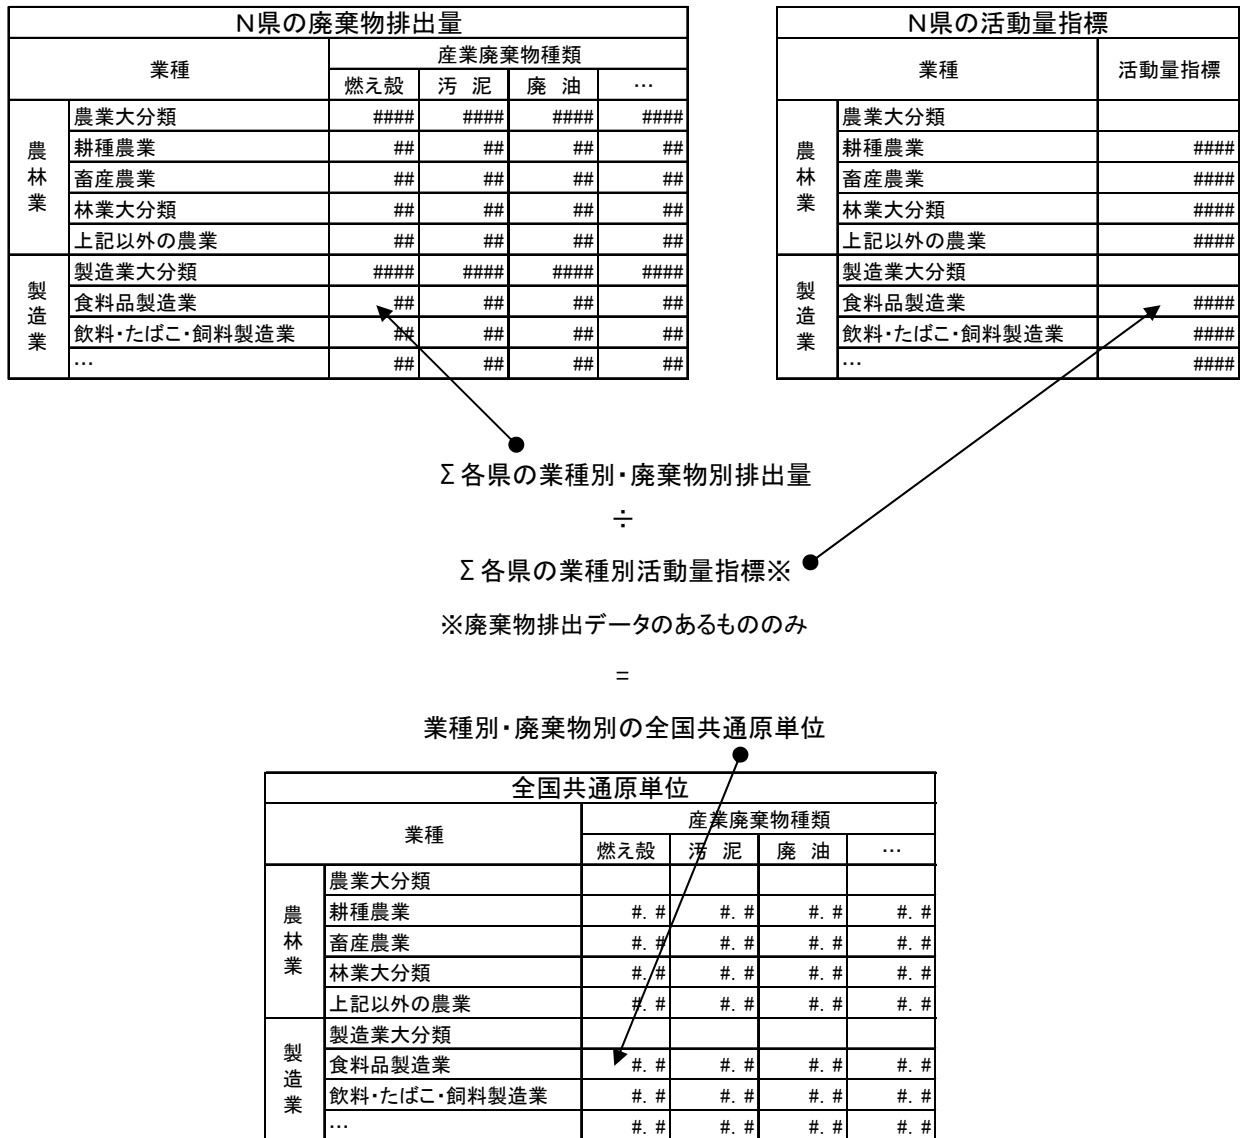 N県の廃棄物排出量
業種 産業廃棄物種類
燃え殻 汚 泥 廃 油 …
農林業
農業大分類 #### #### #### ####
耕種農業 ## ## ## ##
畜産農業 ## ## ## ##
林業大分類 ## ## ## ##
上記以外の農業 ## ## ## ##
製造業
製造業大分類 #### #### #### ####
食料品製造業 ## ## ## ##
飲料・たばこ・飼料製造業 ## ## ## ##
… ## ## ## ##
N県の活動量指標
業種 活動量指標
農林業
農業大分類
耕種農業 ####
畜産農業 ####
林業大分類 ####
上記以外の農業 ####
製造業
製造業大分類
食料品製造業 ####
飲料・たばこ・飼料製造業 ####
… ####
Σ各県の業種別・廃棄物別排出量
÷
Σ各県の業種別活動量指標※
※廃棄物排出データのあるもののみ
=
業種別・廃棄物別の全国共通原単位
全国共通原単位
業種 産業廃棄物種類
燃え殻 汚 泥 廃 油 …
農林業
農業大分類
耕種農業 #. # #. # #. # #. #
畜産農業 #. # #. # #. # #. #
林業大分類 #. # #. # #. # #. #
上記以外の農業 #. # #. # #. # #. #
製造業
製造業大分類
食料品製造業 #. # #. # #. # #. #
飲料・たばこ・飼料製造業 #. # #. # #. # #. #
… #. # #. # #. # #. #